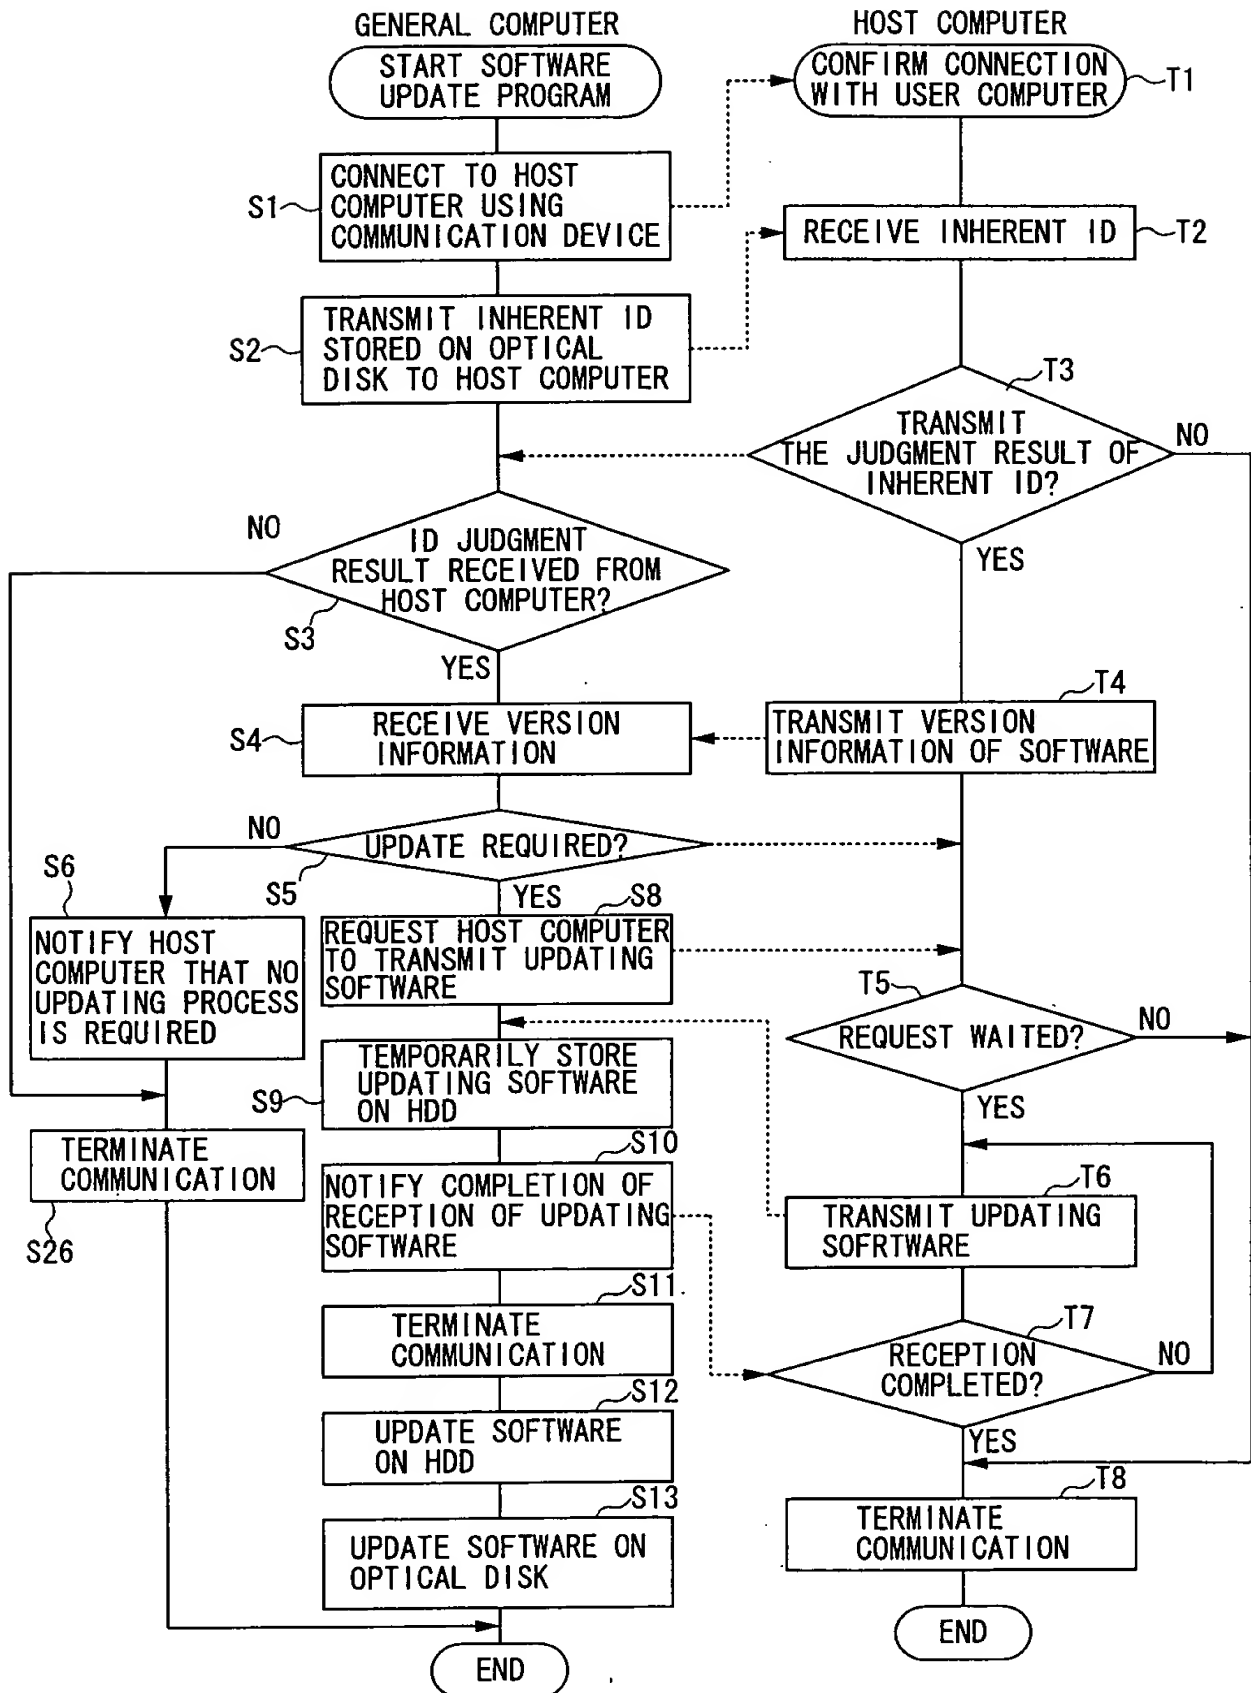 GENERAL COMPUTER
START SOFTWARE
UPDATE PROGRAM
S1
CONNECT TO HOST
COMPUTER USING
COMMUNICATION DEVICE
S2
TRANSMIT INHERENT ID
STORED ON OPTICAL
DISK TO HOST COMPUTER
NO
ID JUDGMENT
RESULT RECEIVED FROM
HOST COMPUTER?
S3
YES
S4
RECEIVE VERSION
INFORMATION
NO
UPDATE REQUIRED?
S5
YES
S6
NOTIFY HOST
COMPUTER THAT NO
UPDATING PROCESS
IS REQUIRED
S8
REQUEST HOST COMPUTER
TO TRANSMIT UPDATING
SOFTWARE
S9
TEMPORARILY STORE
UPDATING SOFTWARE
ON HDD
TERMINATE
COMMUNICATION
S26
S10
NOTIFY COMPLETION OF
RECEPTION OF UPDATING
SOFTWARE
S11
TERMINATE
COMMUNICATION
S12
UPDATE SOFTWARE
ON HDD
S13
UPDATE SOFTWARE ON
OPTICAL DISK
END
HOST COMPUTER
CONFIRM CONNECTION
WITH USER COMPUTER
T1
RECEIVE INHERENT ID
T2
T3
TRANSMIT
THE JUDGMENT RESULT OF
INHERENT ID?
NO
YES
T4
TRANSMIT VERSION
INFORMATION OF SOFTWARE
T5
REQUEST WAITED?
NO
YES
T6
TRANSMIT UPDATING
SOFRTWARE
T7
RECEPTION
COMPLETED?
NO
YES
T8
TERMINATE
COMMUNICATION
END